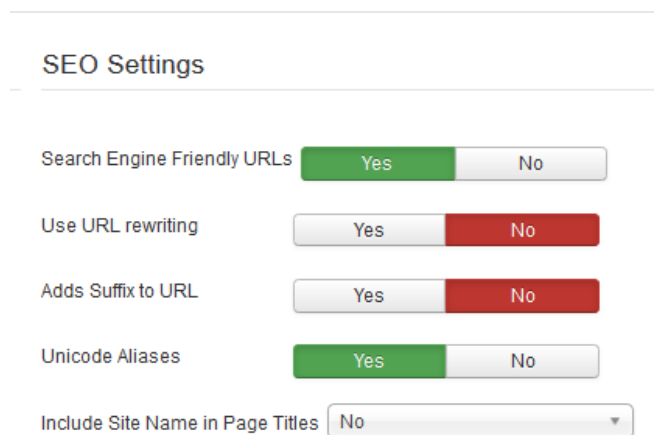 SEO Settings
Search Engine Friendly URLs Yes No
Use URL rewriting Yes No
Adds Suffix to URL Yes No
Unicode Aliases Yes No
Include Site Name in Page Titles No